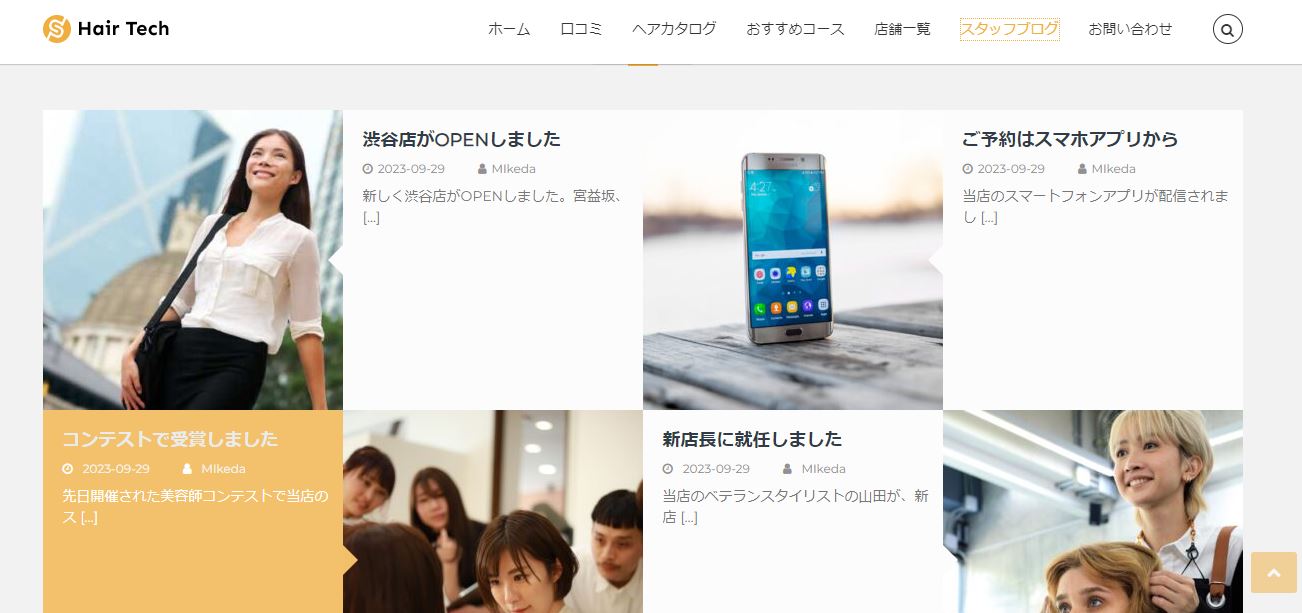 Hair Tech
ホーム 口コミ ヘアカタログ おすすめコース 店舗一覧 スタッフブログ お問い合わせ
渋谷店がOPENしました
2023-09-29 MIkeda
新しく渋谷店がOPENしました。宮益坂、
[…]
4:27
ご予約はスマホアプリから
2023-09-29 MIkeda
当店のスマートフォンアプリが配信されま
し […]
コンテストで受賞しました
2023-09-29 MIkeda
先日開催された美容師コンテストで当店の
ス […]
新店長に就任しました
2023-09-29 MIkeda
当店のベテランスタイリストの山田が、新
店 […]